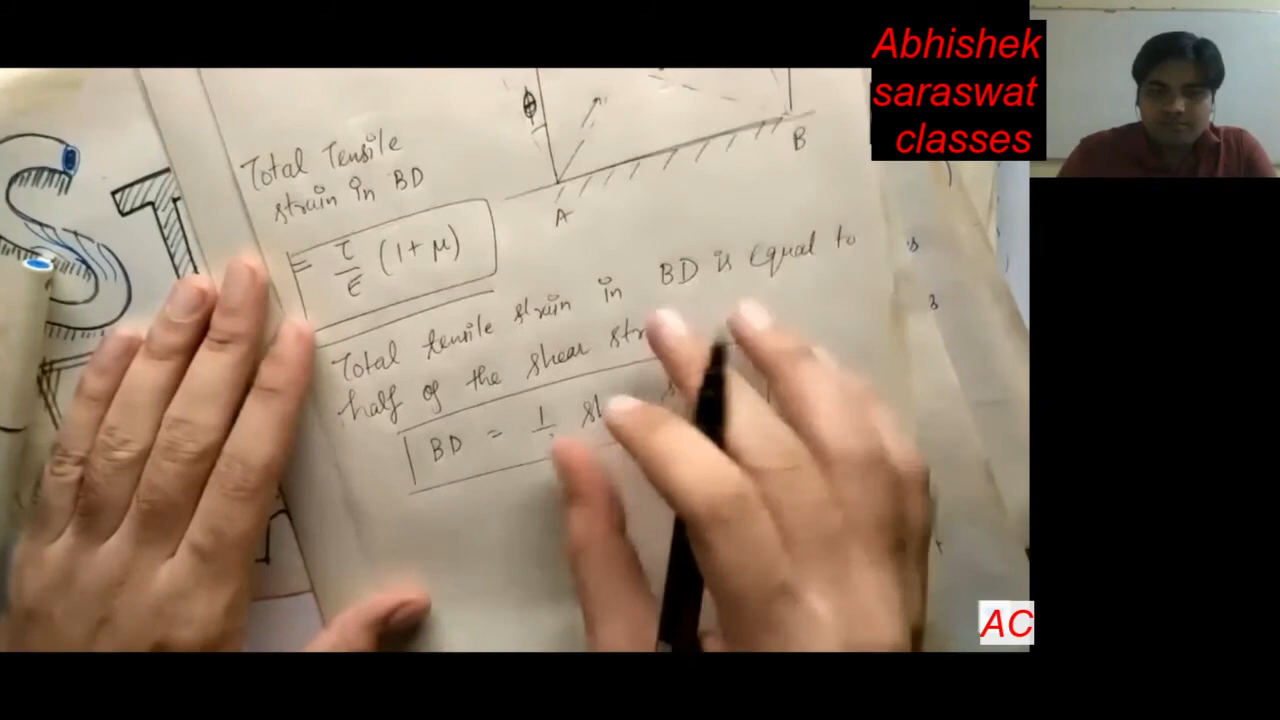 Abhishek
saraswat
classes
ϕ
B
A
Total Tensile
strain in BD
= τ/E (1 + μ)
Total tensile strain in BD is equal to
half of the shear
BD = 1
ST
AC